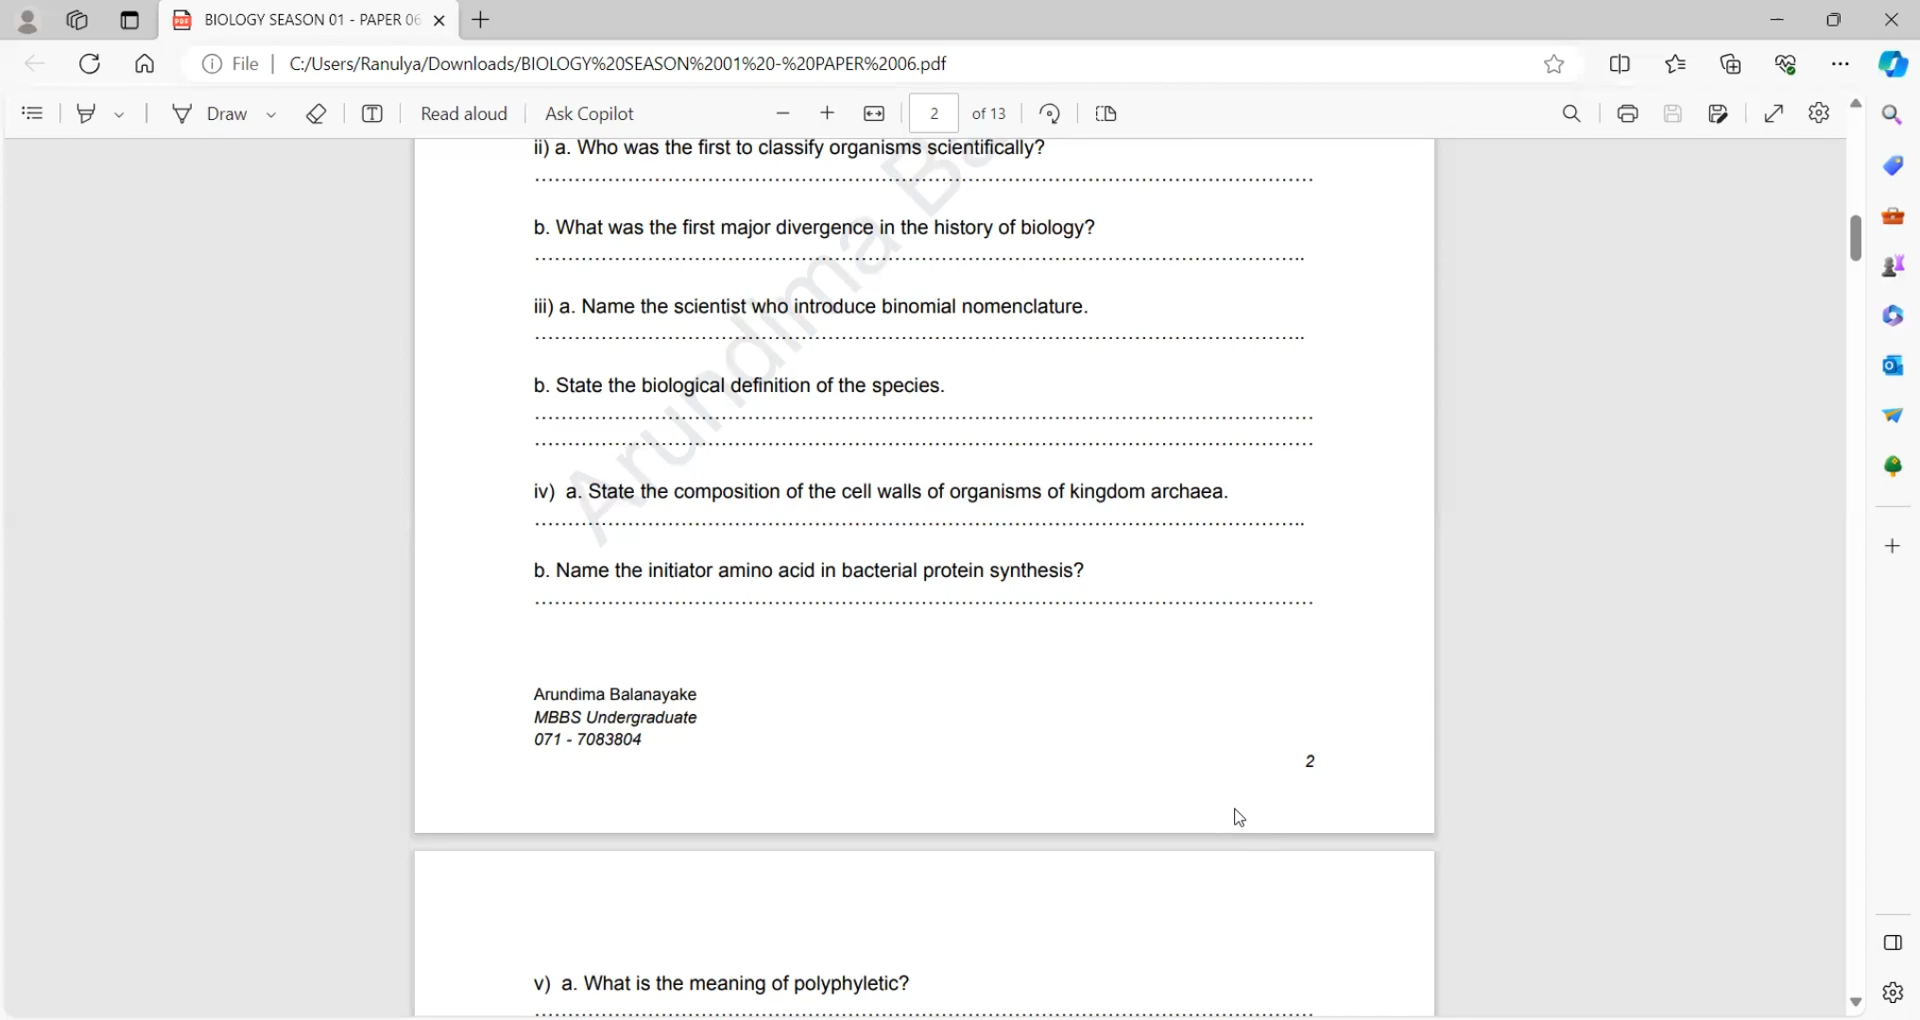 BIOLOGY SEASON 01 - PAPER 06
File
C:/Users/Ranulya/Downloads/BIOLOGY%20SEASON%2001%20-%20PAPER%2006.pdf
Draw
Read aloud
Ask Copilot
2
of 13
ii) a. Who was the first to classify organisms scientifically?
b. What was the first major divergence in the history of biology?
iii) a. Name the scientist who introduce binomial nomenclature.
b. State the biological definition of the species.
iv) a. State the composition of the cell walls of organisms of kingdom archaea.
b. Name the initiator amino acid in bacterial protein synthesis?
Arundima Ba
Arundima Balanayake
MBBS Undergraduate
071 - 7083804
2
v) a. What is the meaning of polyphyletic?